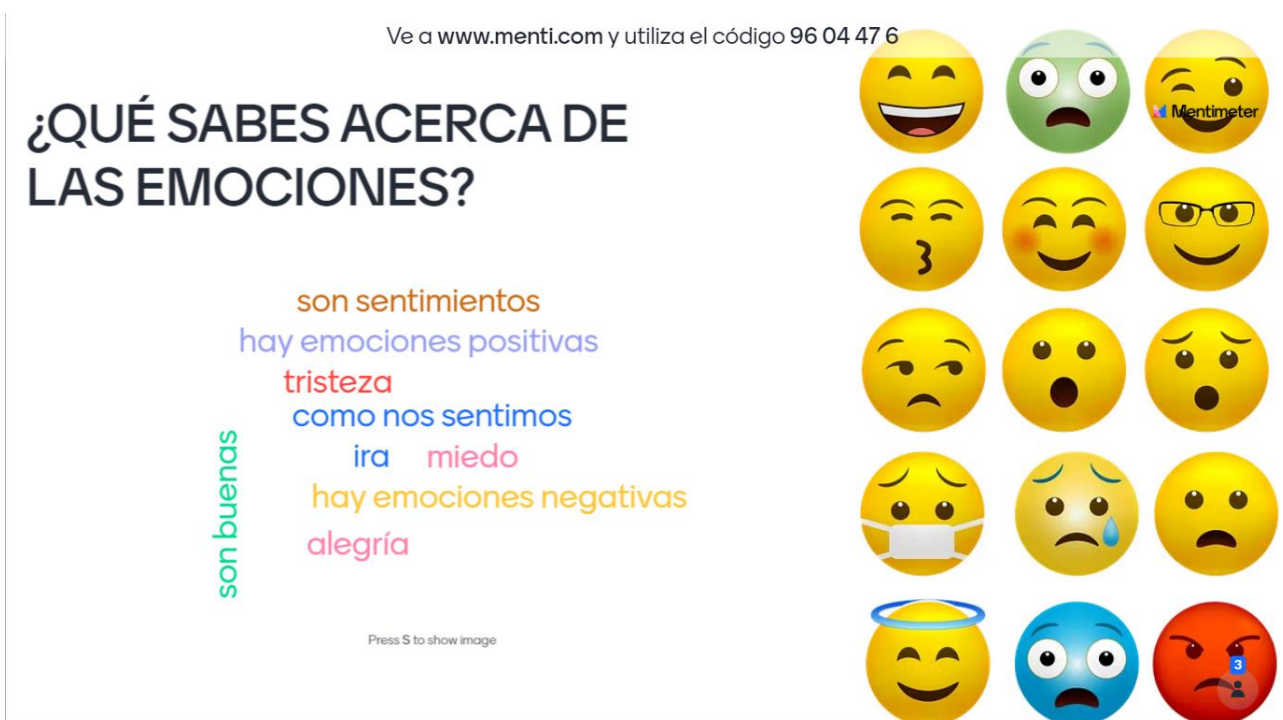 Ve a www.menti.com y utiliza el código 96 04 47 6
Mentimeter
¿QUÉ SABES ACERCA DE
LAS EMOCIONES?
son sentimientos
hay emociones positivas
tristeza
como nos sentimos
ira miedo
son buenas
hay emociones negativas
alegría
Press S to show image
3